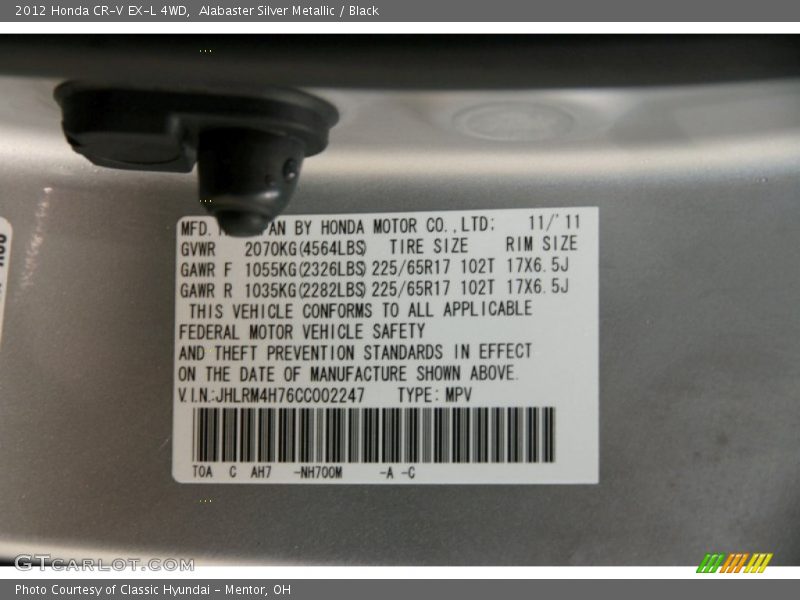 2012 Honda CR-V EX-L 4WD, Alabaster Silver Metallic / Black
MFD. PAN BY HONDA MOTOR CO.,LTD; 11/'11
GVWR 2070KG(4564LBS) TIRE SIZE RIM SIZE
GAWR F 1055KG(2326LBS) 225/65R17 102T 17X6.5J
GAWR R 1035KG(2282LBS) 225/65R17 102T 17X6.5J
THIS VEHICLE CONFORMS TO ALL APPLICABLE
FEDERAL MOTOR VEHICLE SAFETY
AND THEFT PREVENTION STANDARDS IN EFFECT
ON THE DATE OF MANUFACTURE SHOWN ABOVE.
V.I.N.:JHLRM4H76CC002247 TYPE: MPV
T0A C AH7 -NH700M -A -C
GTCARLOT.COM
Photo Courtesy of Classic Hyundai - Mentor, OH